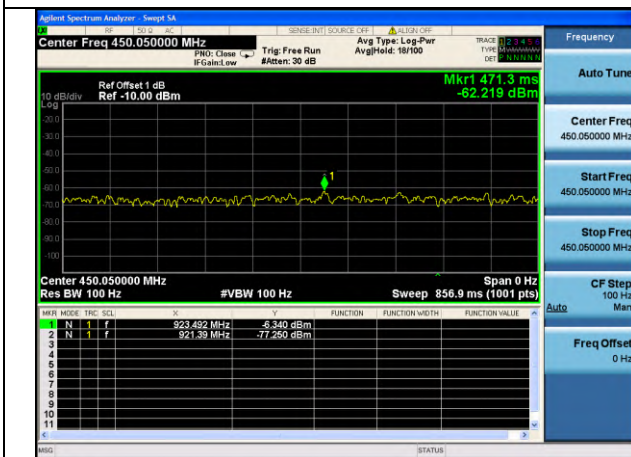 Agilent Spectrum Analyzer - Swept SA
RF 50 Ω AC SENSE:INT SOURCE OFF ALIGN OFF
Center Freq 450.050000 MHz
PNO: Close
IFGain:Low
Trig: Free Run
#Atten: 30 dB
Avg Type: Log-Pwr
Avg|Hold: 18/100
TRACE 1 2 3 4 5 6
TYPE M
DET P N N N N N
Ref Offset 1 dB
Ref -10.00 dBm
10 dB/div
Log
Mkr1 471.3 ms
-62.219 dBm
-20.0
-30.0
-40.0
-50.0
-60.0
-70.0
-80.0
-90.0
-100
1
Center 450.050000 MHz
Span 0 Hz
Res BW 100 Hz
#VBW 100 Hz
Sweep 856.9 ms (1001 pts)
MKR MODE TRC SCL X Y FUNCTION FUNCTION WIDTH FUNCTION VALUE
1 N 1 f 923.492 MHz -6.340 dBm
2 N 1 f 921.39 MHz -77.250 dBm
3
4
5
6
7
8
9
10
11
MSG
STATUS
Frequency
Auto Tune
Center Freq
450.050000 MHz
Start Freq
450.050000 MHz
Stop Freq
450.050000 MHz
CF Step
100 Hz
Auto Man
Freq Offset
0 Hz